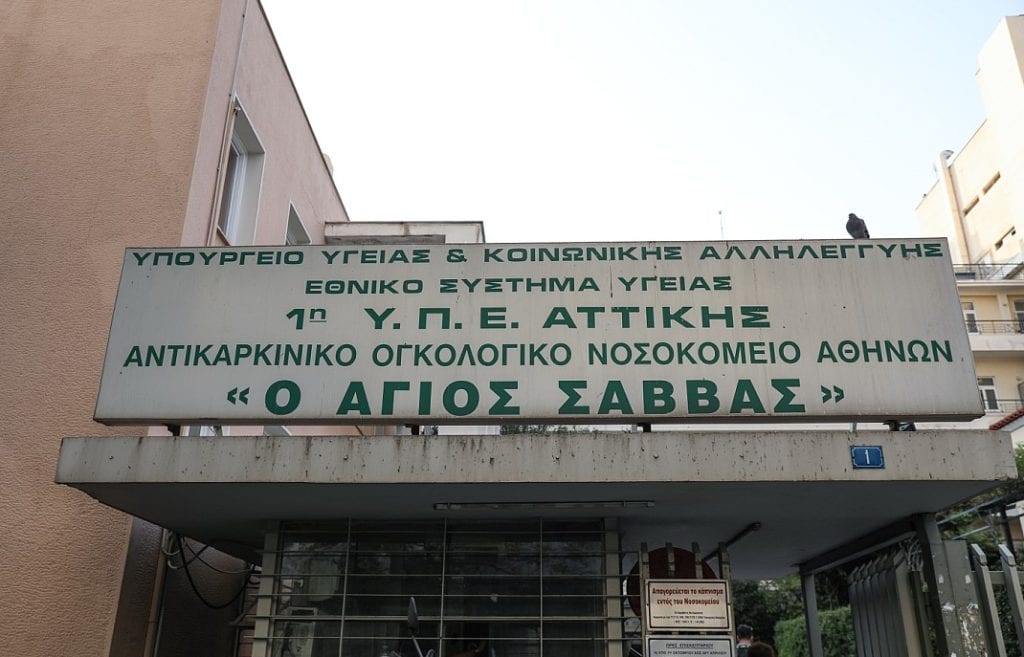 ΥΠΟΥΡΓΕΙΟ ΥΓΕΙΑΣ & ΚΟΙΝΩΝΙΚΗΣ ΑΛΛΗΛΕΓΓΥΗΣ
ΕΘΝΙΚΟ ΣΥΣΤΗΜΑ ΥΓΕΙΑΣ
1η Υ. Π. Ε. ΑΤΤΙΚΗΣ
ΑΝΤΙΚΑΡΚΙΝΙΚΟ ΟΓΚΟΛΟΓΙΚΟ ΝΟΣΟΚΟΜΕΙΟ ΑΘΗΝΩΝ
« Ο ΑΓΙΟΣ ΣΑΒΒΑΣ »
1
Απαγορεύεται το κάπνισμα
εντός του Νοσοκομείου